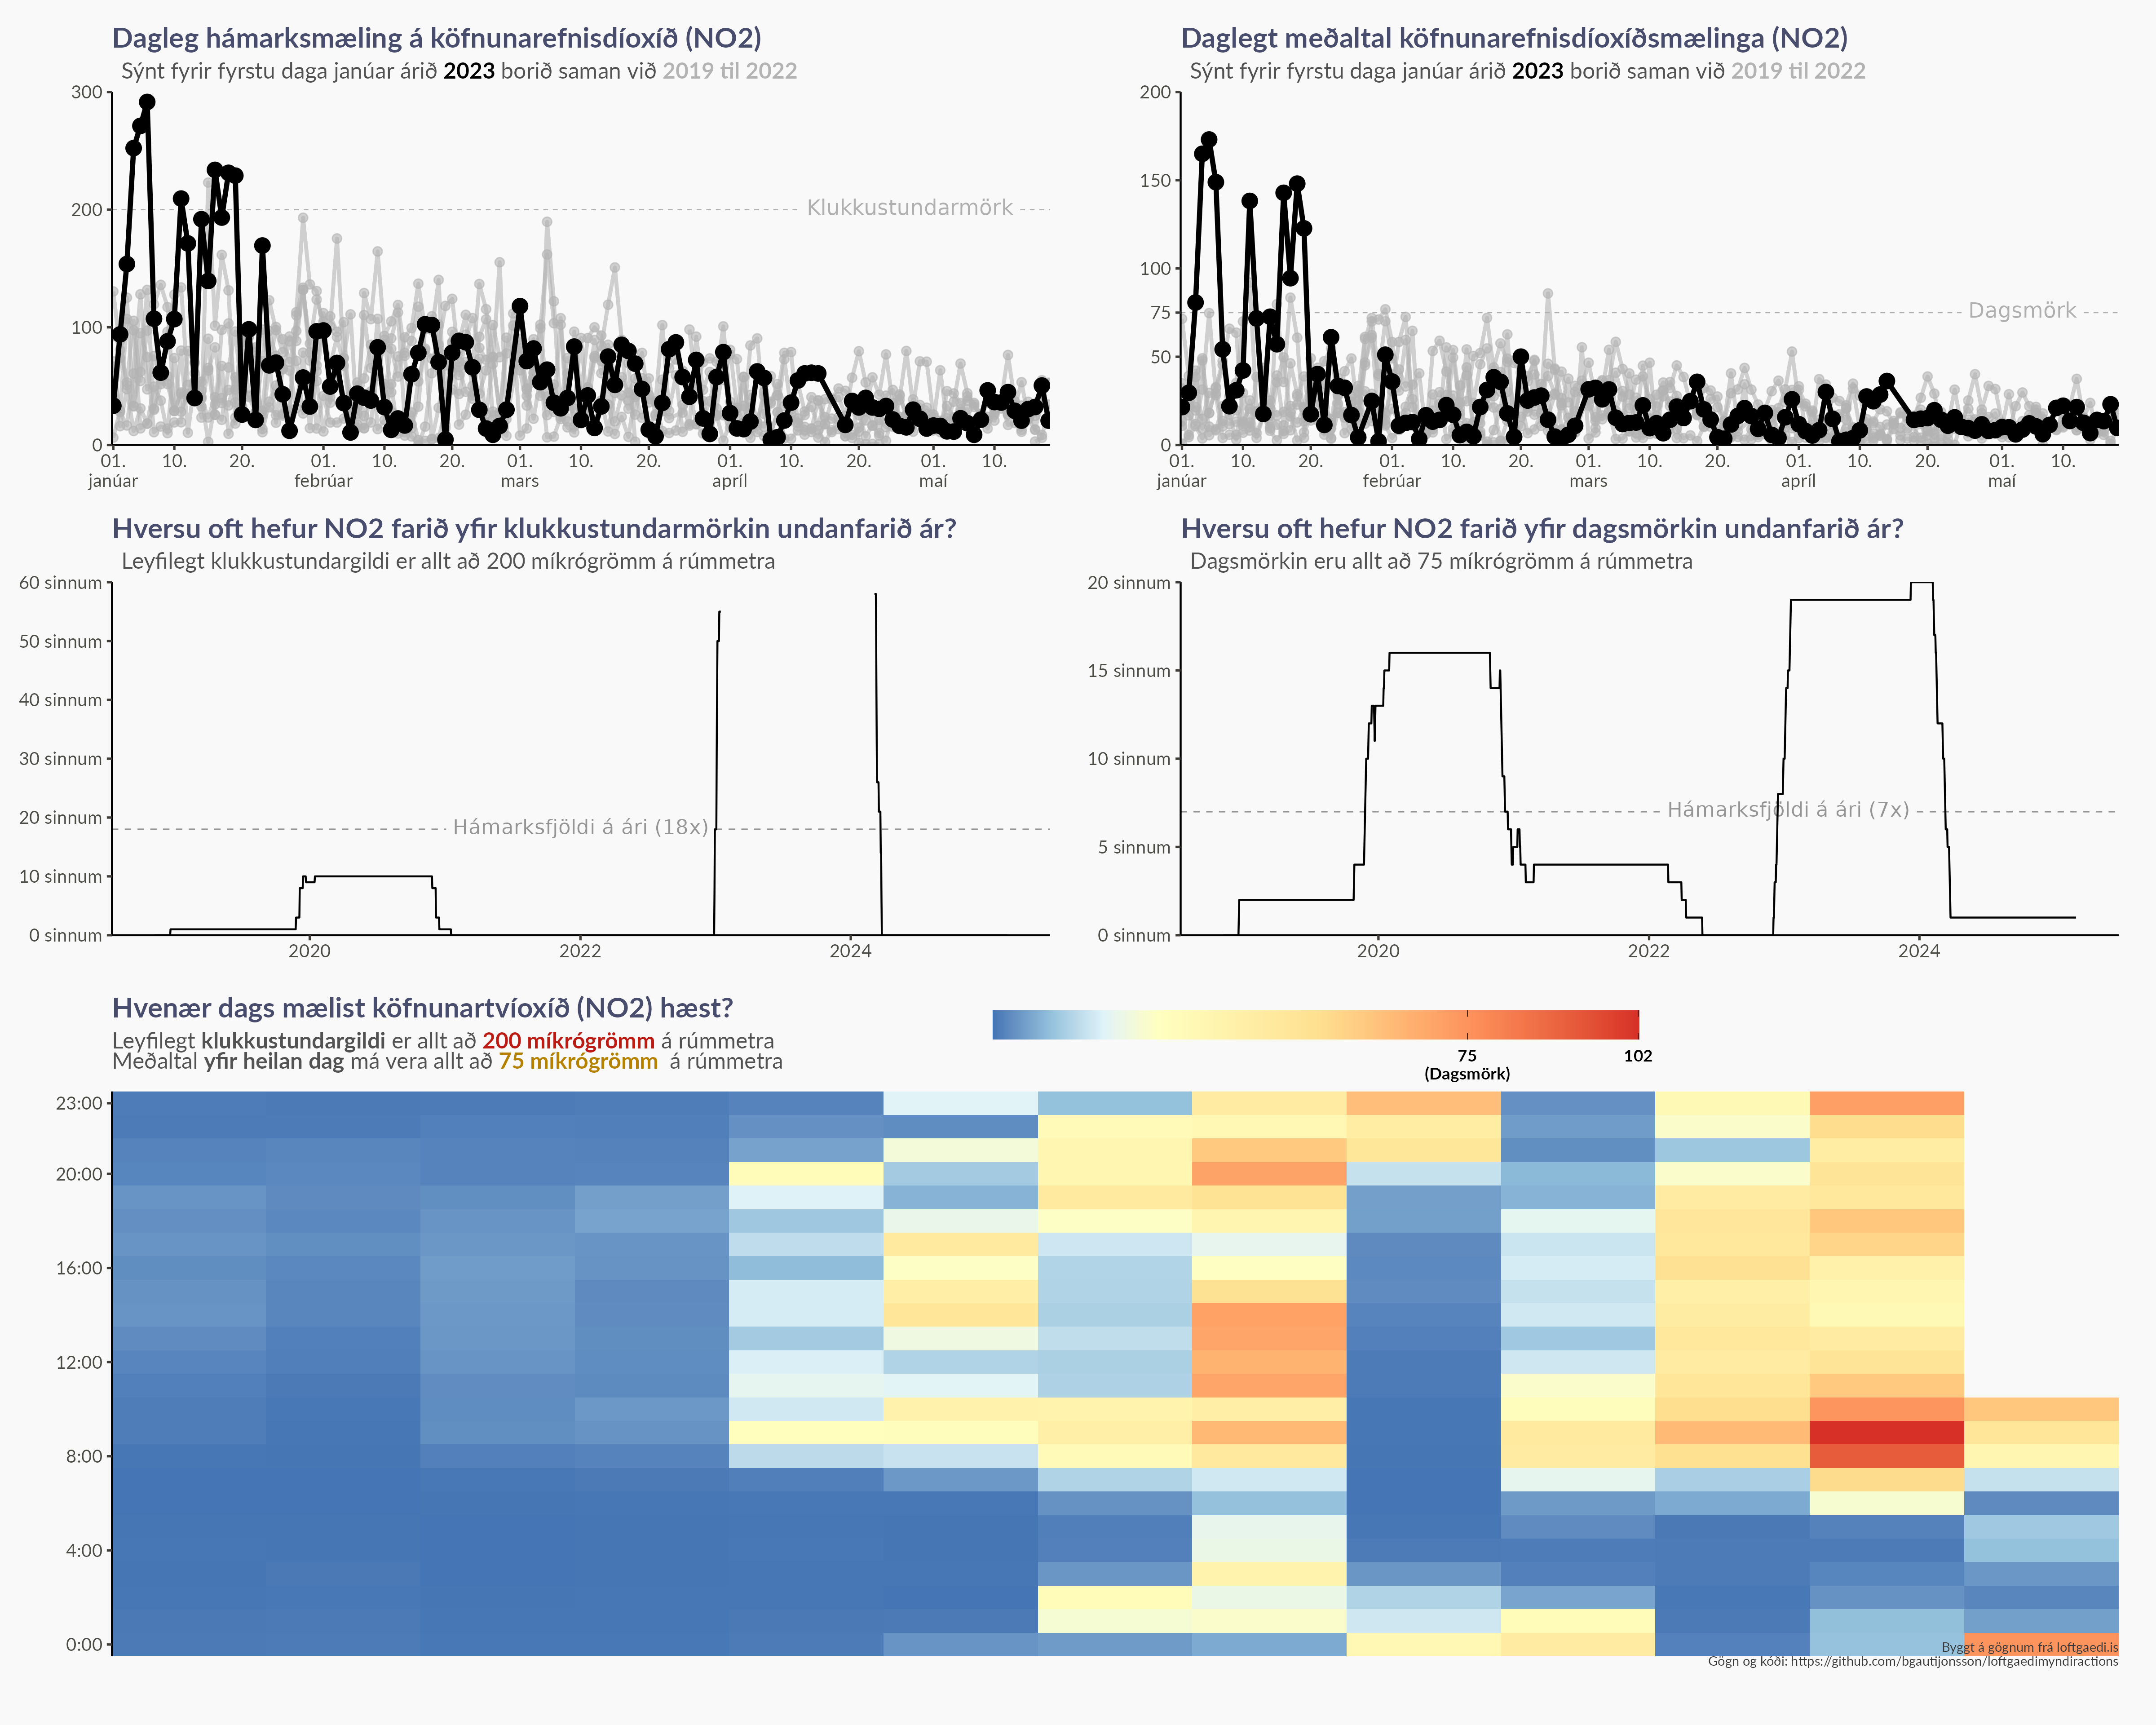 Dagleg hámarksmæling á köfnunarefnisdíoxíð (NO2)
Sýnt fyrir fyrstu daga janúar árið 2023 borið saman við 2019 til 2022
300
200
100
0
Klukkustundarmörk
01. 10. 20. 01. 10. 20. 01. 10. 20. 01. 10. 20. 01. 10.
janúar febrúar mars apríl maí
Daglegt meðaltal köfnunarefnisdíoxíðsmælinga (NO2)
Sýnt fyrir fyrstu daga janúar árið 2023 borið saman við 2019 til 2022
200
150
100
75
50
0
Dagsmörk
01. 10. 20. 01. 10. 20. 01. 10. 20. 01. 10. 20. 01. 10.
janúar febrúar mars apríl maí
Hversu oft hefur NO2 farið yfir klukkustundarmörkin undanfarið ár?
Leyfilegt klukkustundargildi er allt að 200 míkrógrömm á rúmmetra
60 sinnum
50 sinnum
40 sinnum
30 sinnum
20 sinnum
10 sinnum
0 sinnum
Hámarksfjöldi á ári (18x)
2020 2022 2024
Hversu oft hefur NO2 farið yfir dagsmörkin undanfarið ár?
Dagsmörkin eru allt að 75 míkrógrömm á rúmmetra
20 sinnum
15 sinnum
10 sinnum
5 sinnum
0 sinnum
Hámarksfjöldi á ári (7x)
2020 2022 2024
Hvenær dags mælist köfnunartvíoxíð (NO2) hæst?
Leyfilegt klukkustundargildi er allt að 200 míkrógrömm á rúmmetra
Meðaltal yfir heilan dag má vera allt að 75 míkrógrömm á rúmmetra
75 102
(Dagsmörk)
23:00
20:00
16:00
12:00
8:00
4:00
0:00
Byggt á gögnum frá loftgaedi.is
Gögn og kóði: https://github.com/bgautijonsson/loftgaedimyndiractions